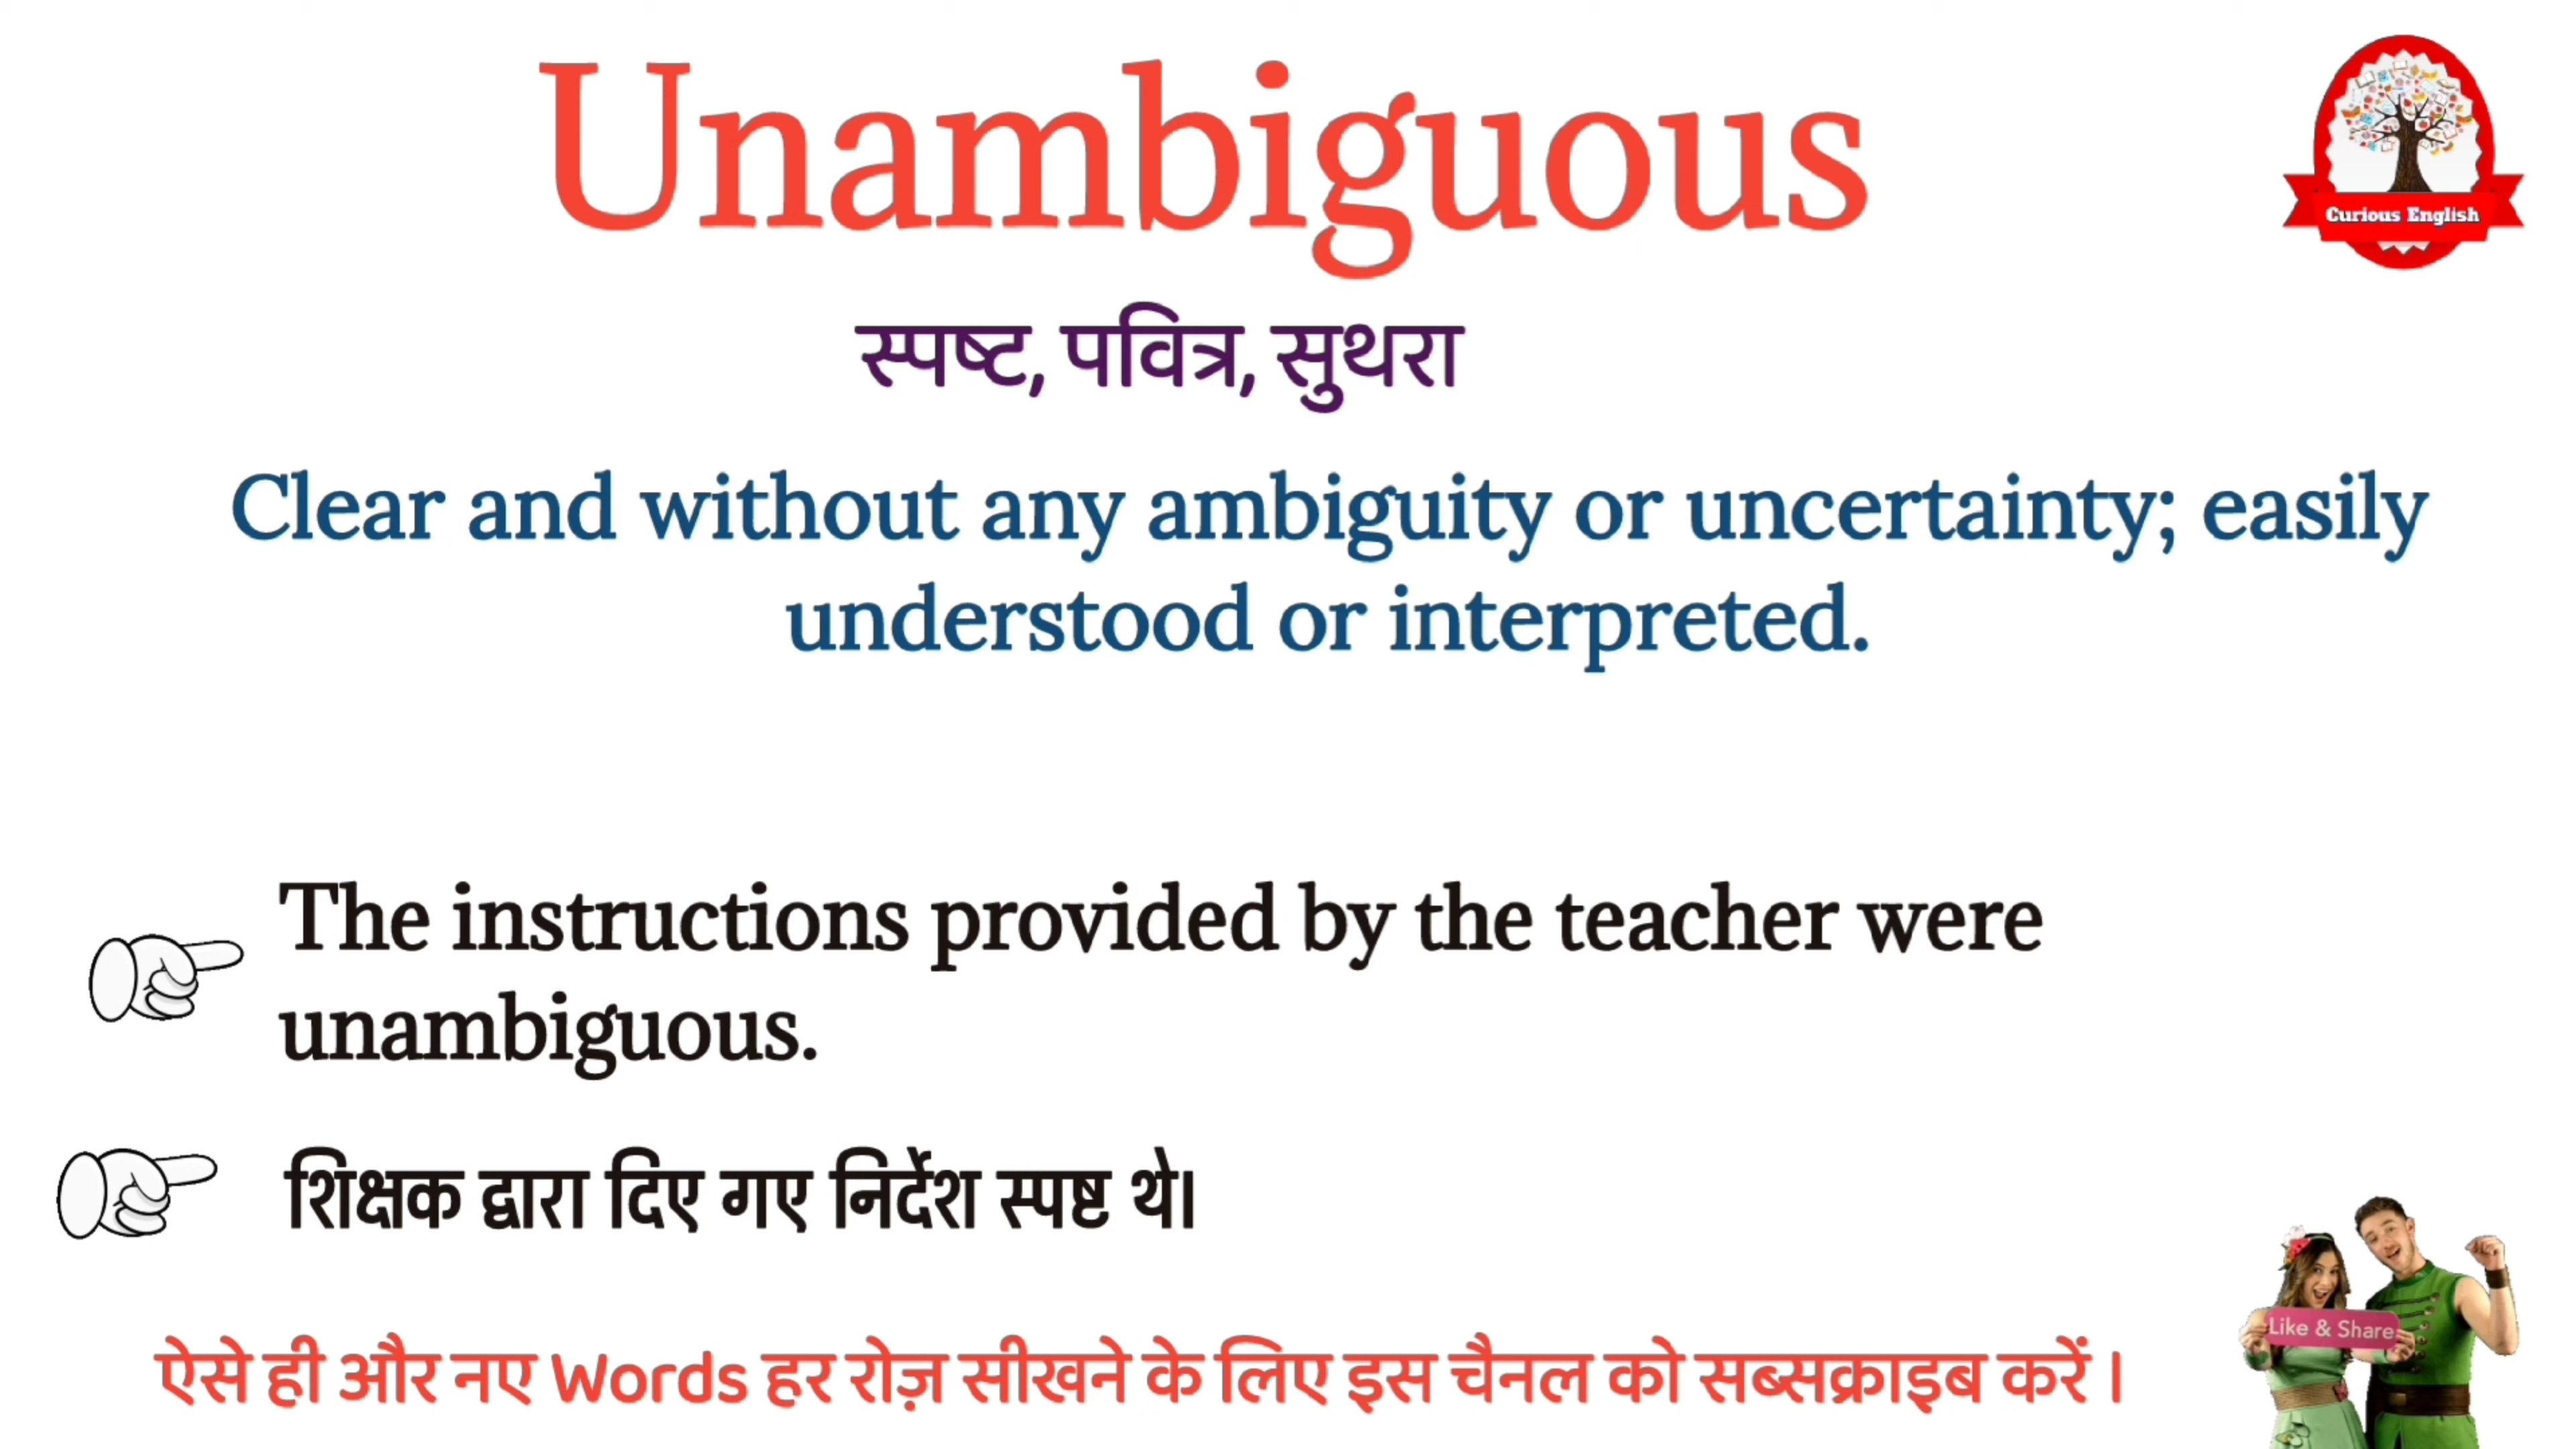 Unambiguous
Curious English
स्पष्ट, पवित्र, सुथरा
Clear and without any ambiguity or uncertainty; easily
understood or interpreted.
The instructions provided by the teacher were
unambiguous.
शिक्षक द्वारा दिए गए निर्देश स्पष्ट थे।
Like & Share
ऐसे ही और नए Words हर रोज़ सीखने के लिए इस चैनल को सब्सक्राइब करें ।